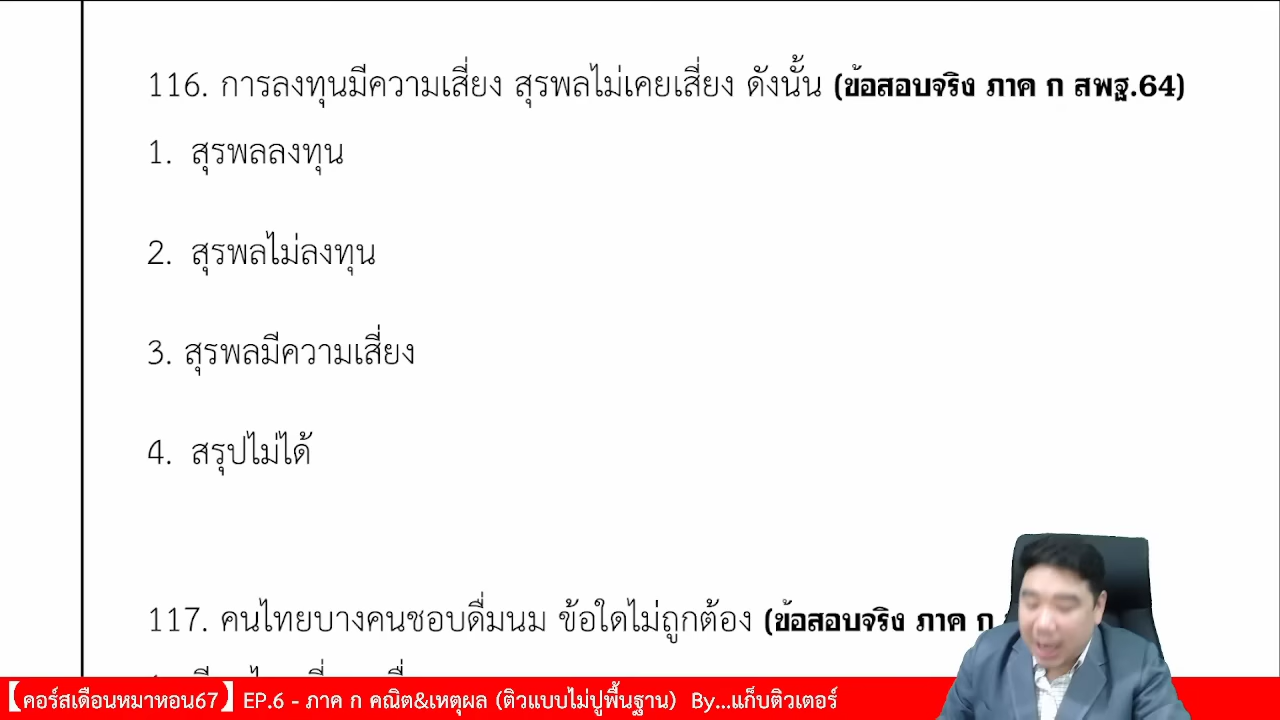 116. การลงทุนมีความเสี่ยง สุรพลไม่เคยเสี่ยง ดังนั้น (ข้อสอบจริง ภาค ก สพฐ.64)
1. สุรพลลงทุน
2. สุรพลไม่ลงทุน
3. สุรพลมีความเสี่ยง
4. สรุปไม่ได้
117. คนไทยบางคนชอบดื่มนม ข้อใดไม่ถูกต้อง (ข้อสอบจริง ภาค ก
【คอร์สเดือนหมาหอน67】 EP.6 - ภาค ก คณิต&เหตุผล (ติวแบบไม่ปูพื้นฐาน) By...แก็บติวเตอร์